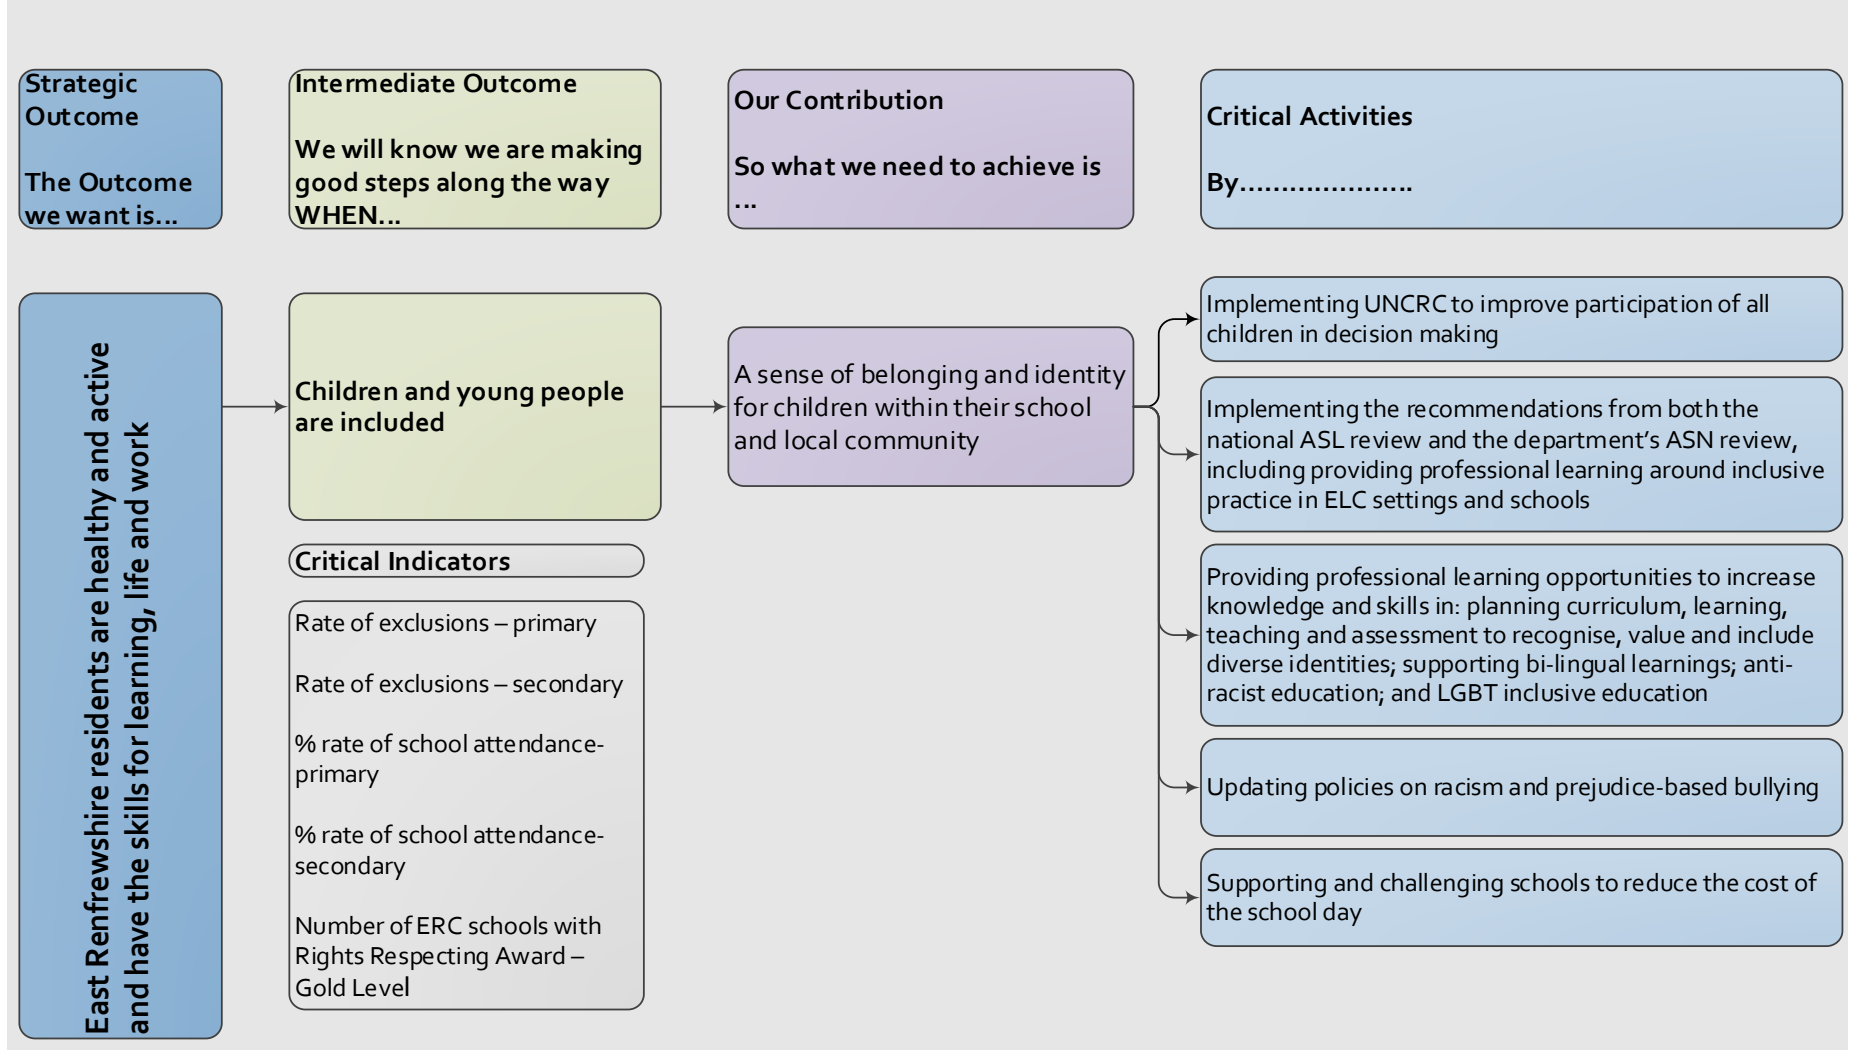 Strategic
Outcome
The Outcome
we want is...
Intermediate Outcome
We will know we are making
good steps along the way
WHEN...
Our Contribution
So what we need to achieve is
...
Critical Activities
By.....................
East Renfrewshire residents are healthy and active
and have the skills for learning, life and work
Children and young people
are included
Critical Indicators
Rate of exclusions – primary
Rate of exclusions – secondary
% rate of school attendance-
primary
% rate of school attendance-
secondary
Number of ERC schools with
Rights Respecting Award –
Gold Level
A sense of belonging and identity
for children within their school
and local community
Implementing UNCRC to improve participation of all
children in decision making
Implementing the recommendations from both the
national ASL review and the department’s ASN review,
including providing professional learning around inclusive
practice in ELC settings and schools
Providing professional learning opportunities to increase
knowledge and skills in: planning curriculum, learning,
teaching and assessment to recognise, value and include
diverse identities; supporting bi-lingual learnings; anti-
racist education; and LGBT inclusive education
Updating policies on racism and prejudice-based bullying
Supporting and challenging schools to reduce the cost of
the school day